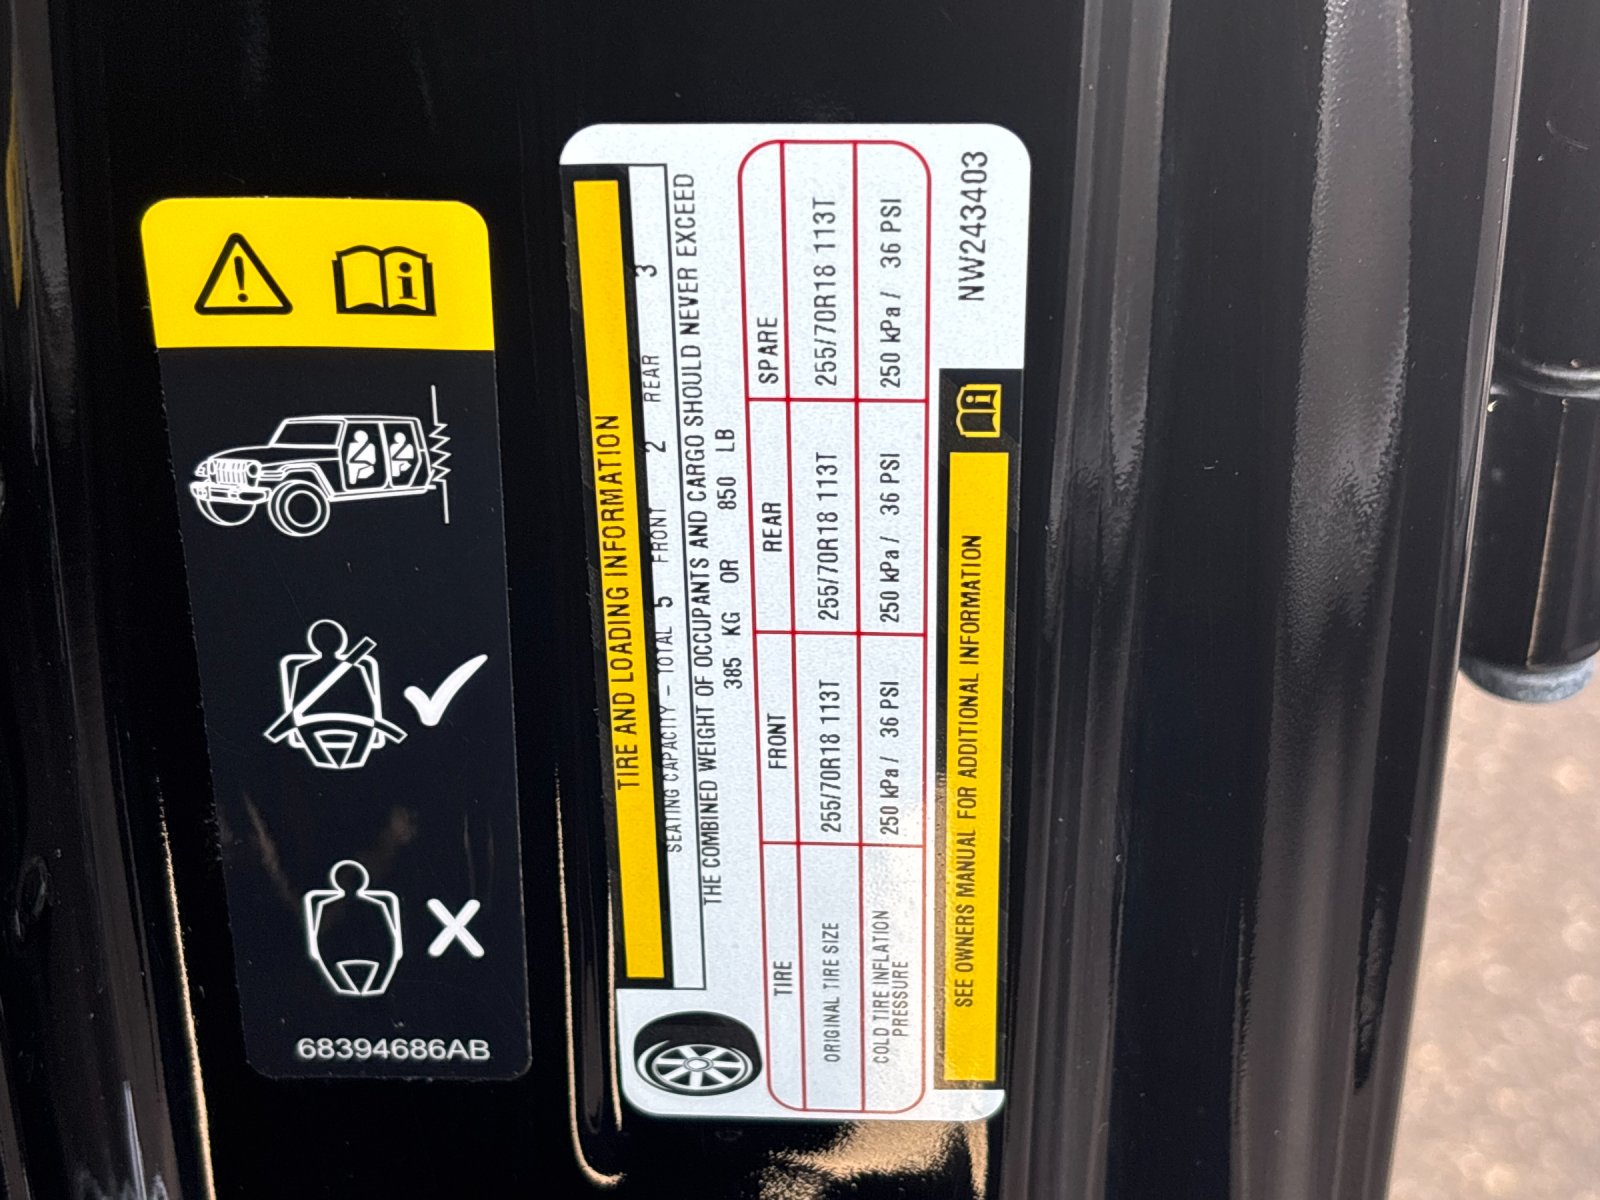 68394686AB
TIRE AND LOADING INFORMATION
SEATING CAPACITY – TOTAL 5 FRONT 2 REAR 3
THE COMBINED WEIGHT OF OCCUPANTS AND CARGO SHOULD NEVER EXCEED
385 KG OR 850 LB
TIRE FRONT REAR SPARE
ORIGINAL TIRE SIZE 255/70R18 113T 255/70R18 113T 255/70R18 113T
COLD TIRE INFLATION
PRESSURE 250 kPa / 36 PSI 250 kPa / 36 PSI 250 kPa / 36 PSI
SEE OWNERS MANUAL FOR ADDITIONAL INFORMATION
NW243403